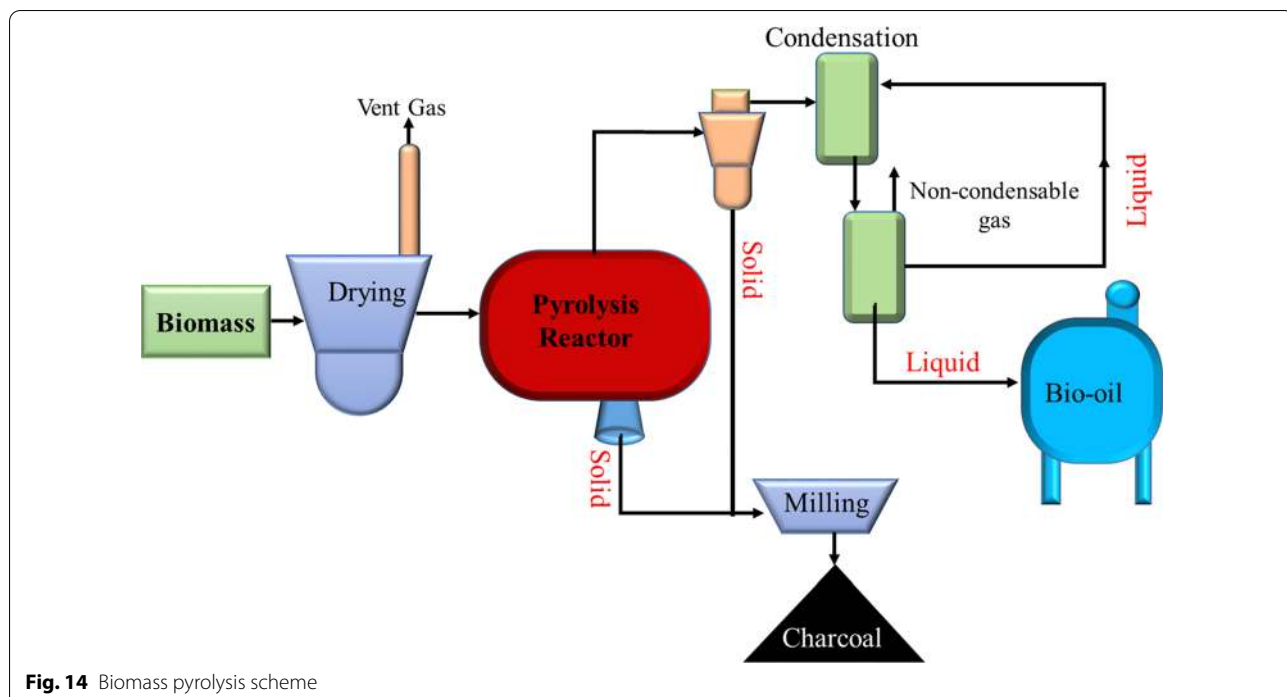 Condensation
Vent Gas
Non-condensable
gas
Liquid
Solid
Drying
Biomass
Pyrolysis
Reactor
Liquid
Bio-oil
Solid
Milling
Charcoal
Fig. 14 Biomass pyrolysis scheme